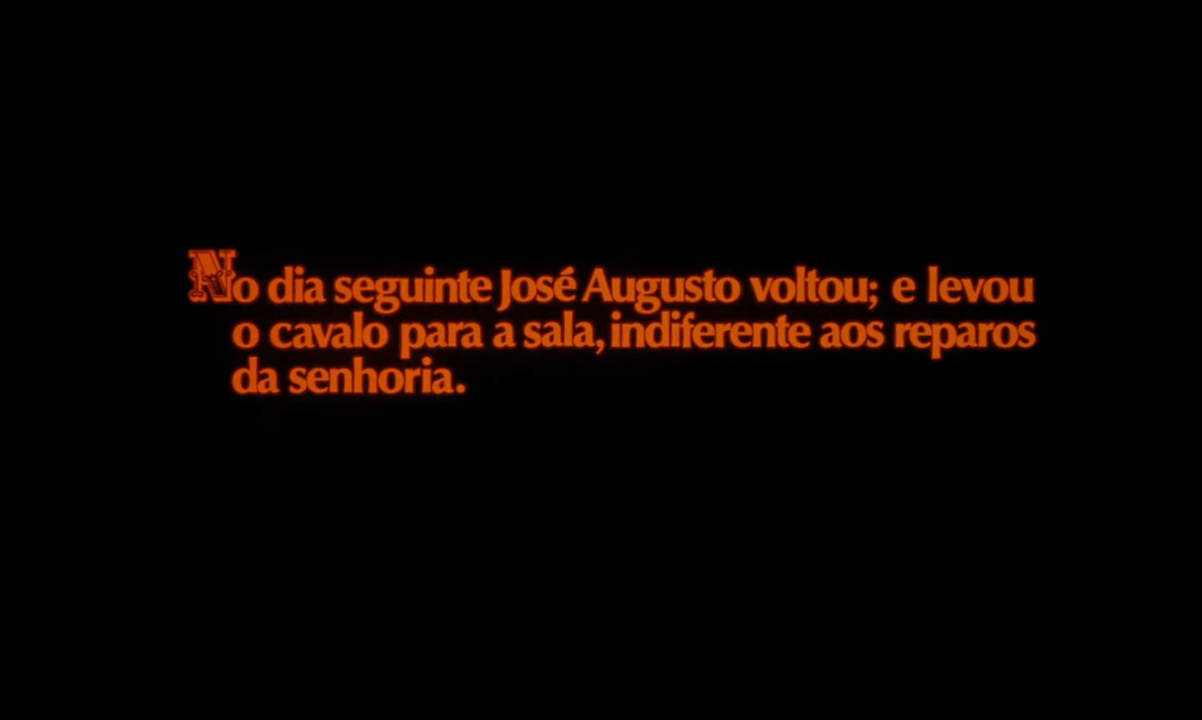 No dia seguinte José Augusto voltou; e levou
o cavalo para a sala, indiferente aos reparos
da senhoria.